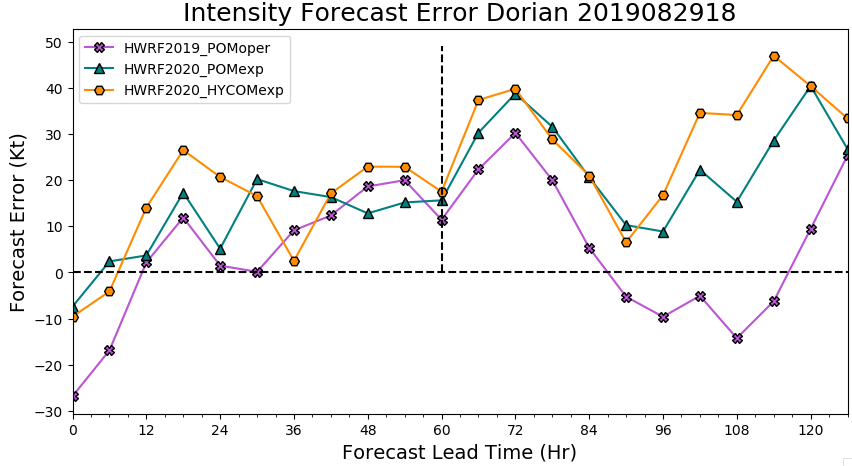 Intensity Forecast Error Dorian 2019082918
HWRF2019_POMoper
HWRF2020_POMexp
HWRF2020_HYCOMexp
Forecast Error (Kt)
50
40
30
20
10
0
−10
−20
−30
0 12 24 36 48 60 72 84 96 108 120
Forecast Lead Time (Hr)